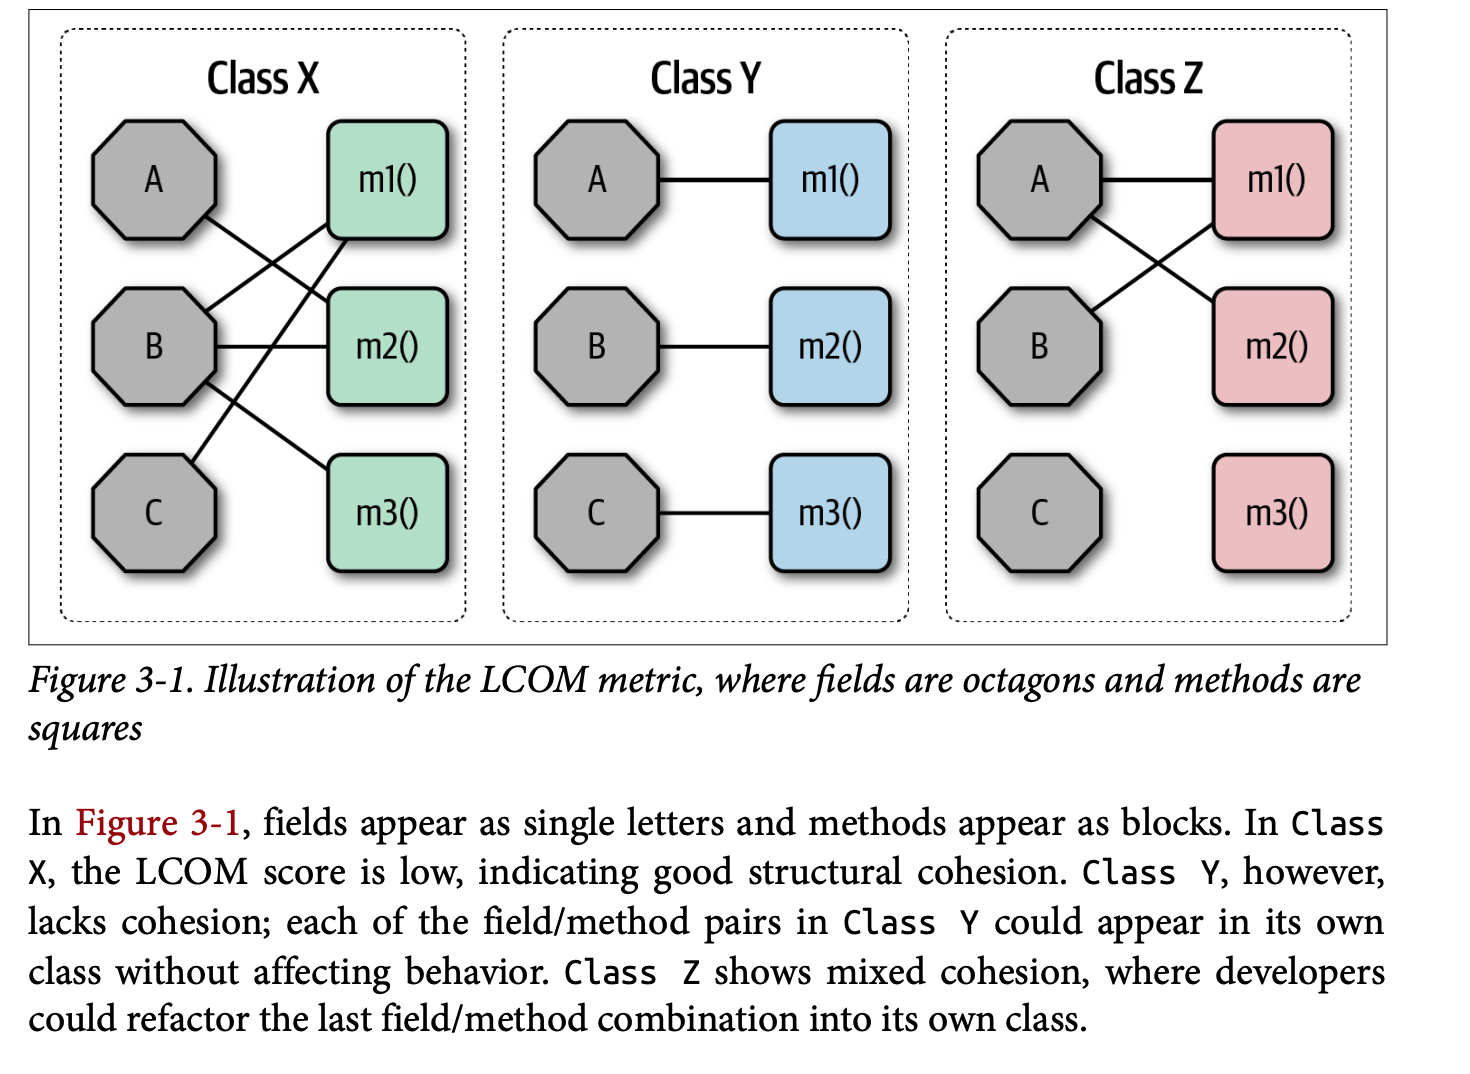 Class X
A
m1()
B
m2()
C
m3()
Class Y
A
m1()
B
m2()
C
m3()
Class Z
A
m1()
B
m2()
C
m3()
Figure 3-1. Illustration of the LCOM metric, where fields are octagons and methods are
squares
In Figure 3-1, fields appear as single letters and methods appear as blocks. In Class
X, the LCOM score is low, indicating good structural cohesion. Class Y, however,
lacks cohesion; each of the field/method pairs in Class Y could appear in its own
class without affecting behavior. Class Z shows mixed cohesion, where developers
could refactor the last field/method combination into its own class.